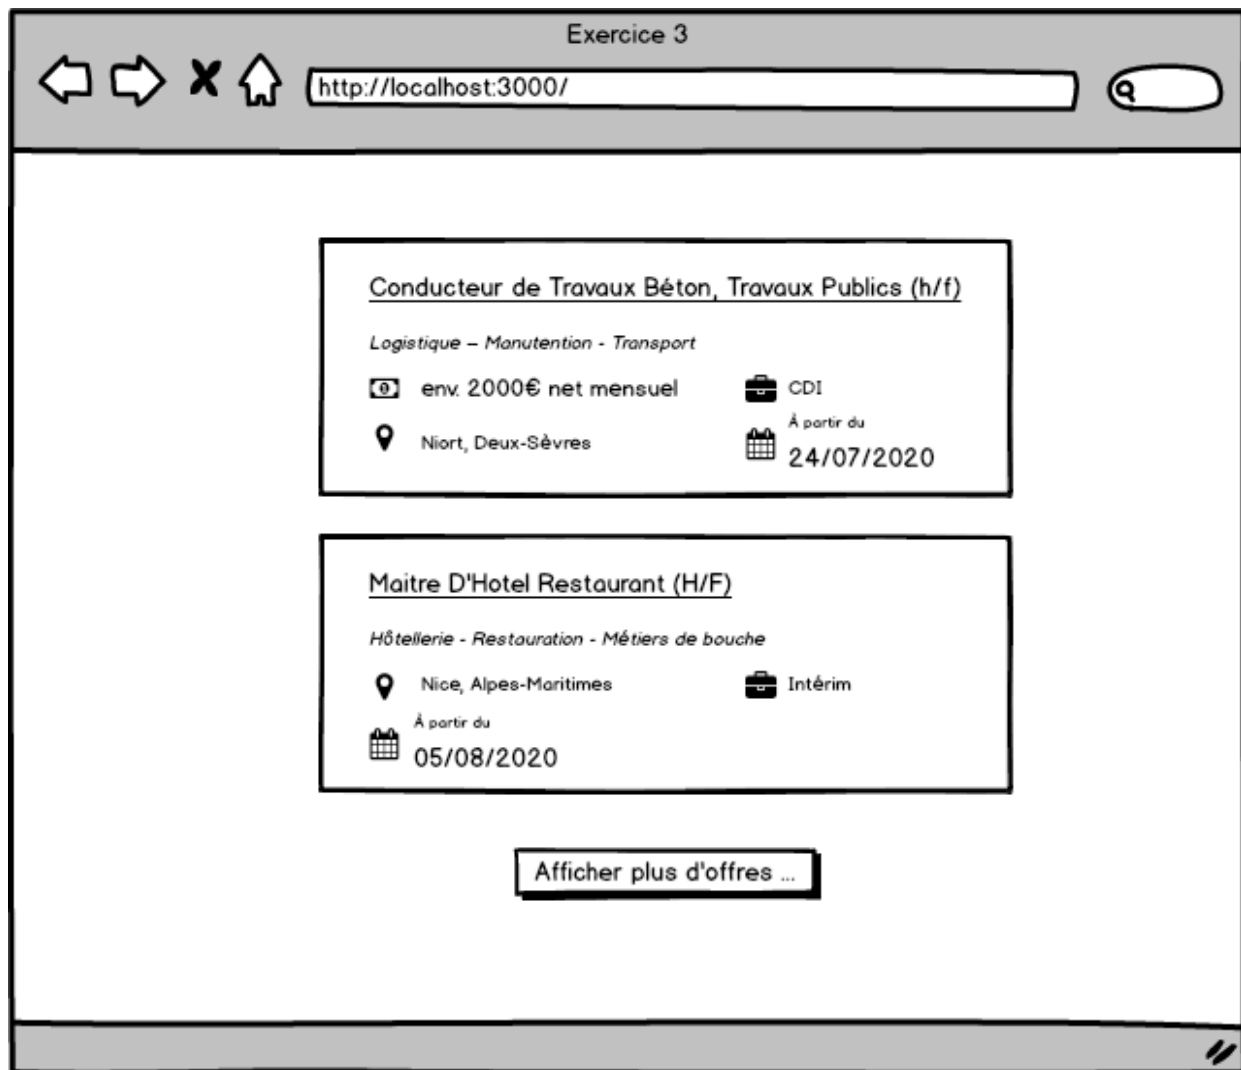 Exercice 3
http://localhost:3000/
Conducteur de Travaux Béton, Travaux Publics (h/f)
Logistique – Manutention - Transport
env. 2000€ net mensuel
CDI
Niort, Deux-Sèvres
À partir du
24/07/2020
Maitre D'Hotel Restaurant (H/F)
Hôtellerie - Restauration - Métiers de bouche
Nice, Alpes-Maritimes
Intérim
À partir du
05/08/2020
Afficher plus d'offres ...